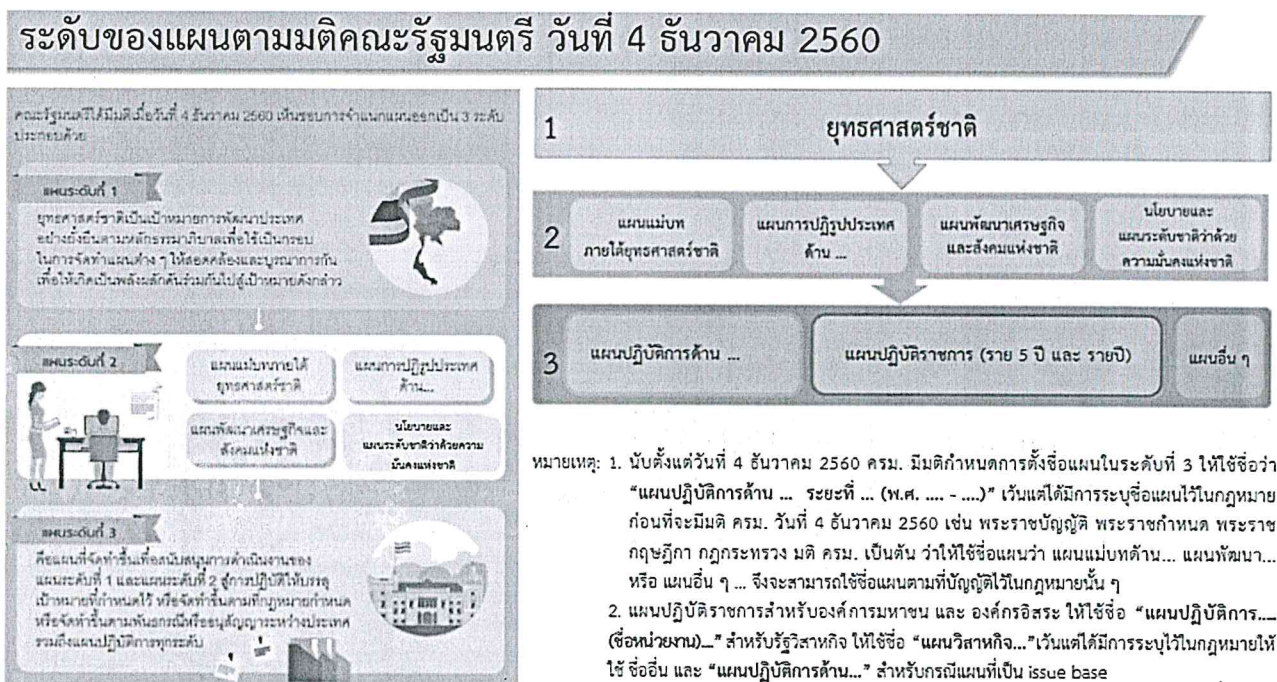 ระดับของแผนตามมติคณะรัฐมนตรี วันที่ 4 ธันวาคม 2560
คณะรัฐมนตรีได้มีมติเมื่อวันที่ 4 ธันวาคม 2560 เห็นชอบการจำแนกแผนออกเป็น 3 ระดับ
ประกอบด้วย
แผนระดับที่ 1
ยุทธศาสตร์ชาติเป็นเป้าหมายการพัฒนาประเทศ
อย่างยั่งยืนตามหลักธรรมาภิบาลเพื่อใช้เป็นกรอบ
ในการจัดทำแผนต่าง ๆ ให้สอดคล้องและบูรณาการกัน
เพื่อให้เกิดเป็นพลังผลักดันร่วมกันไปสู่เป้าหมายดังกล่าว
แผนระดับที่ 2
แผนแม่บทภายใต้
ยุทธศาสตร์ชาติ
แผนการปฏิรูปประเทศ
ด้าน...
แผนพัฒนาเศรษฐกิจและ
สังคมแห่งชาติ
นโยบายและ
แผนระดับชาติว่าด้วยความ
มั่นคงแห่งชาติ
แผนระดับที่ 3
คือแผนที่จัดทำขึ้นเพื่อสนับสนุนการดำเนินงานของ
แผนระดับที่ 1 และแผนระดับที่ 2 สู่การปฏิบัติให้บรรลุ
เป้าหมายที่กำหนดไว้ หรือจัดทำขึ้นตามที่กฎหมายกำหนด
หรือจัดทำขึ้นตามพันธกรณีหรืออนุสัญญาระหว่างประเทศ
รวมถึงแผนปฏิบัติการทุกระดับ
1
ยุทธศาสตร์ชาติ
2
แผนแม่บท
ภายใต้ยุทธศาสตร์ชาติ
แผนการปฏิรูปประเทศ
ด้าน ...
แผนพัฒนาเศรษฐกิจ
และสังคมแห่งชาติ
นโยบายและ
แผนระดับชาติว่าด้วย
ความมั่นคงแห่งชาติ
3
แผนปฏิบัติการด้าน ...
แผนปฏิบัติราชการ (ราย 5 ปี และ รายปี)
แผนอื่น ๆ
หมายเหตุ: 1. นับตั้งแต่วันที่ 4 ธันวาคม 2560 ครม. มีมติกำหนดการตั้งชื่อแผนในระดับที่ 3 ให้ใช้ชื่อว่า
"แผนปฏิบัติการด้าน ... ระยะที่ ... (พ.ศ. .... - ....)" เว้นแต่ได้มีการระบุชื่อแผนไว้ในกฎหมาย
ก่อนที่จะมีมติ ครม. วันที่ 4 ธันวาคม 2560 เช่น พระราชบัญญัติ พระราชกำหนด พระราช
กฤษฎีกา กฎกระทรวง มติ ครม. เป็นต้น ว่าให้ใช้ชื่อแผนว่า แผนแม่บทด้าน... แผนพัฒนา...
หรือ แผนอื่น ๆ ... จึงจะสามารถใช้ชื่อแผนตามที่บัญญัติไว้ในกฎหมายนั้น ๆ
2. แผนปฏิบัติราชการสำหรับองค์การมหาชน และ องค์กรอิสระ ให้ใช้ชื่อ "แผนปฏิบัติการ....
(ชื่อหน่วยงาน)..." สำหรับรัฐวิสาหกิจ ให้ใช้ชื่อ "แผนวิสาหกิจ..."เว้นแต่ได้มีการระบุไว้ในกฎหมายให้
ใช้ ชื่ออื่น และ "แผนปฏิบัติการด้าน..." สำหรับกรณีแผนที่เป็น issue base